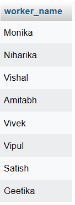 worker_name
Monika
Niharika
Vishal
Amitabh
Vivek
Vipul
Satish
Geetika